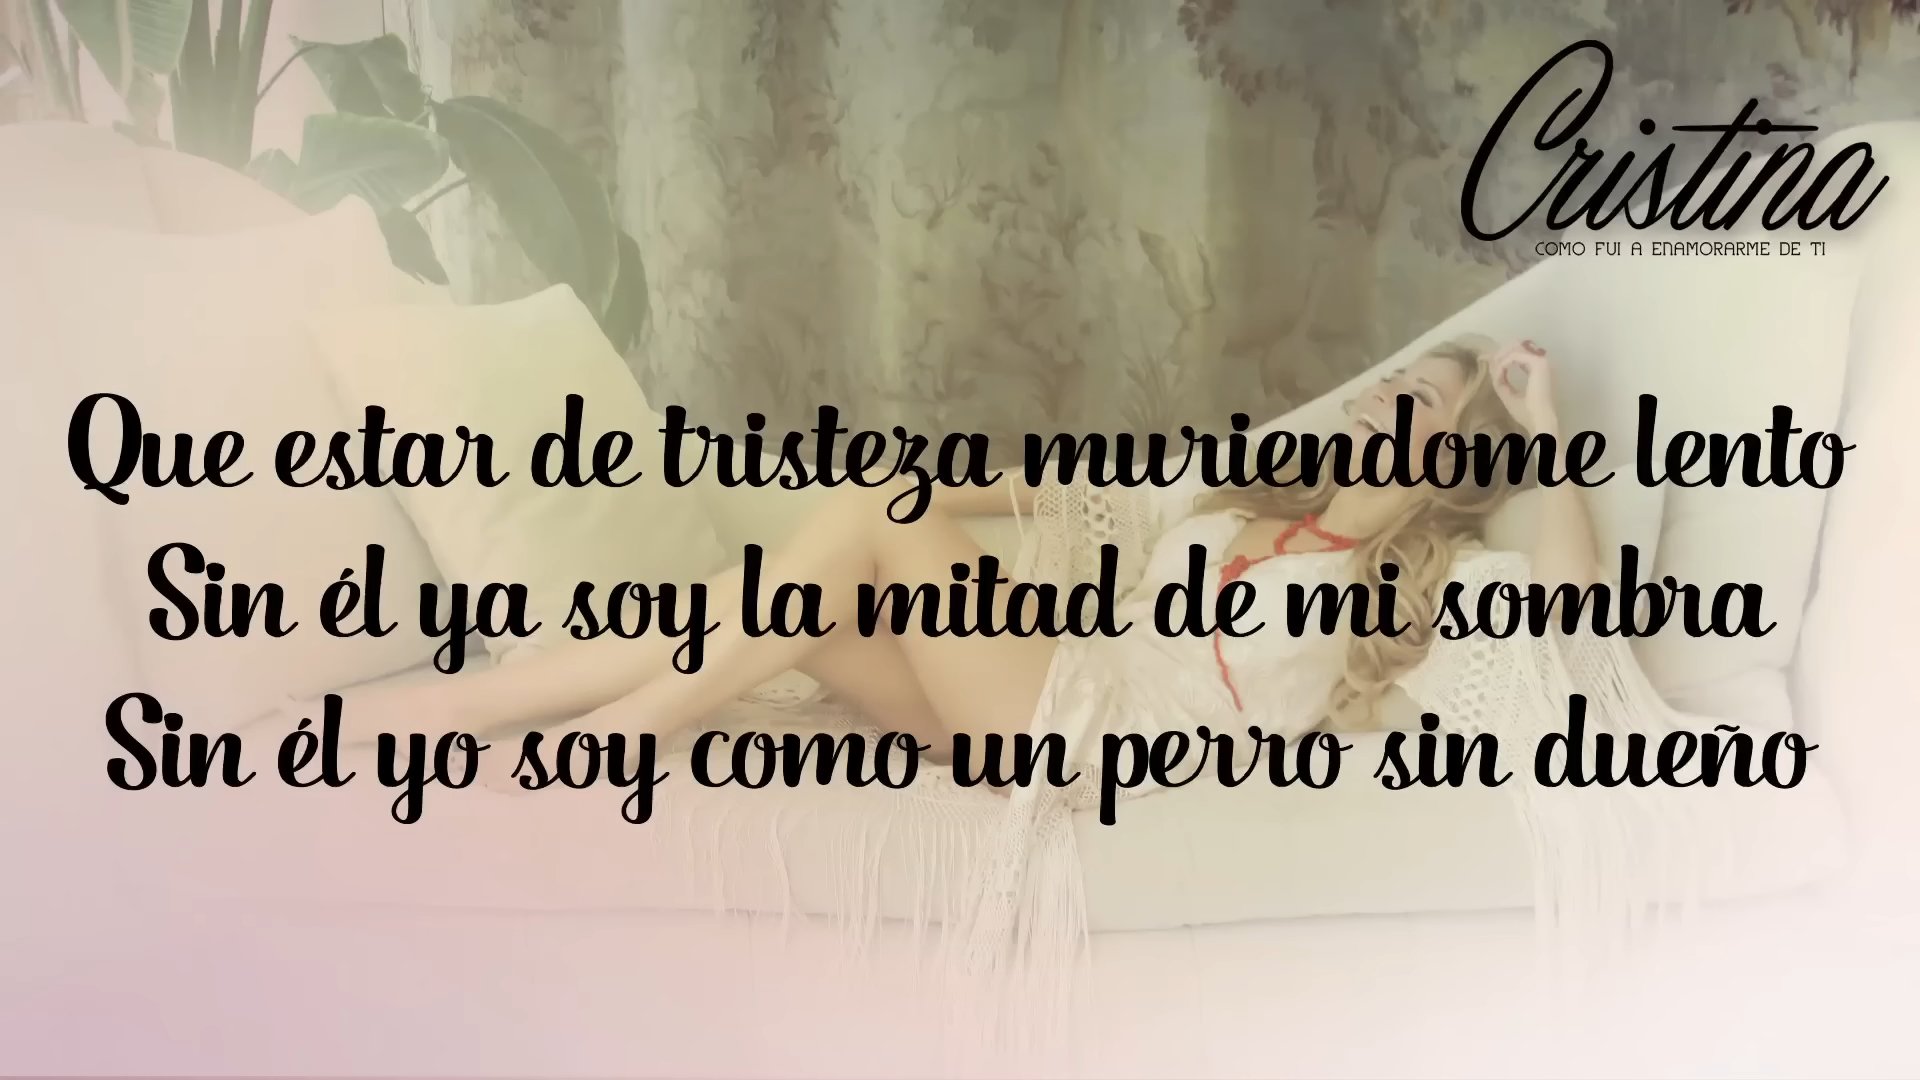 Cristina
COMO FUI A ENAMORARME DE TI
Que estar de tristeza muriendome lento
Sin él ya soy la mitad de mi sombra
Sin él yo soy como un perro sin dueño